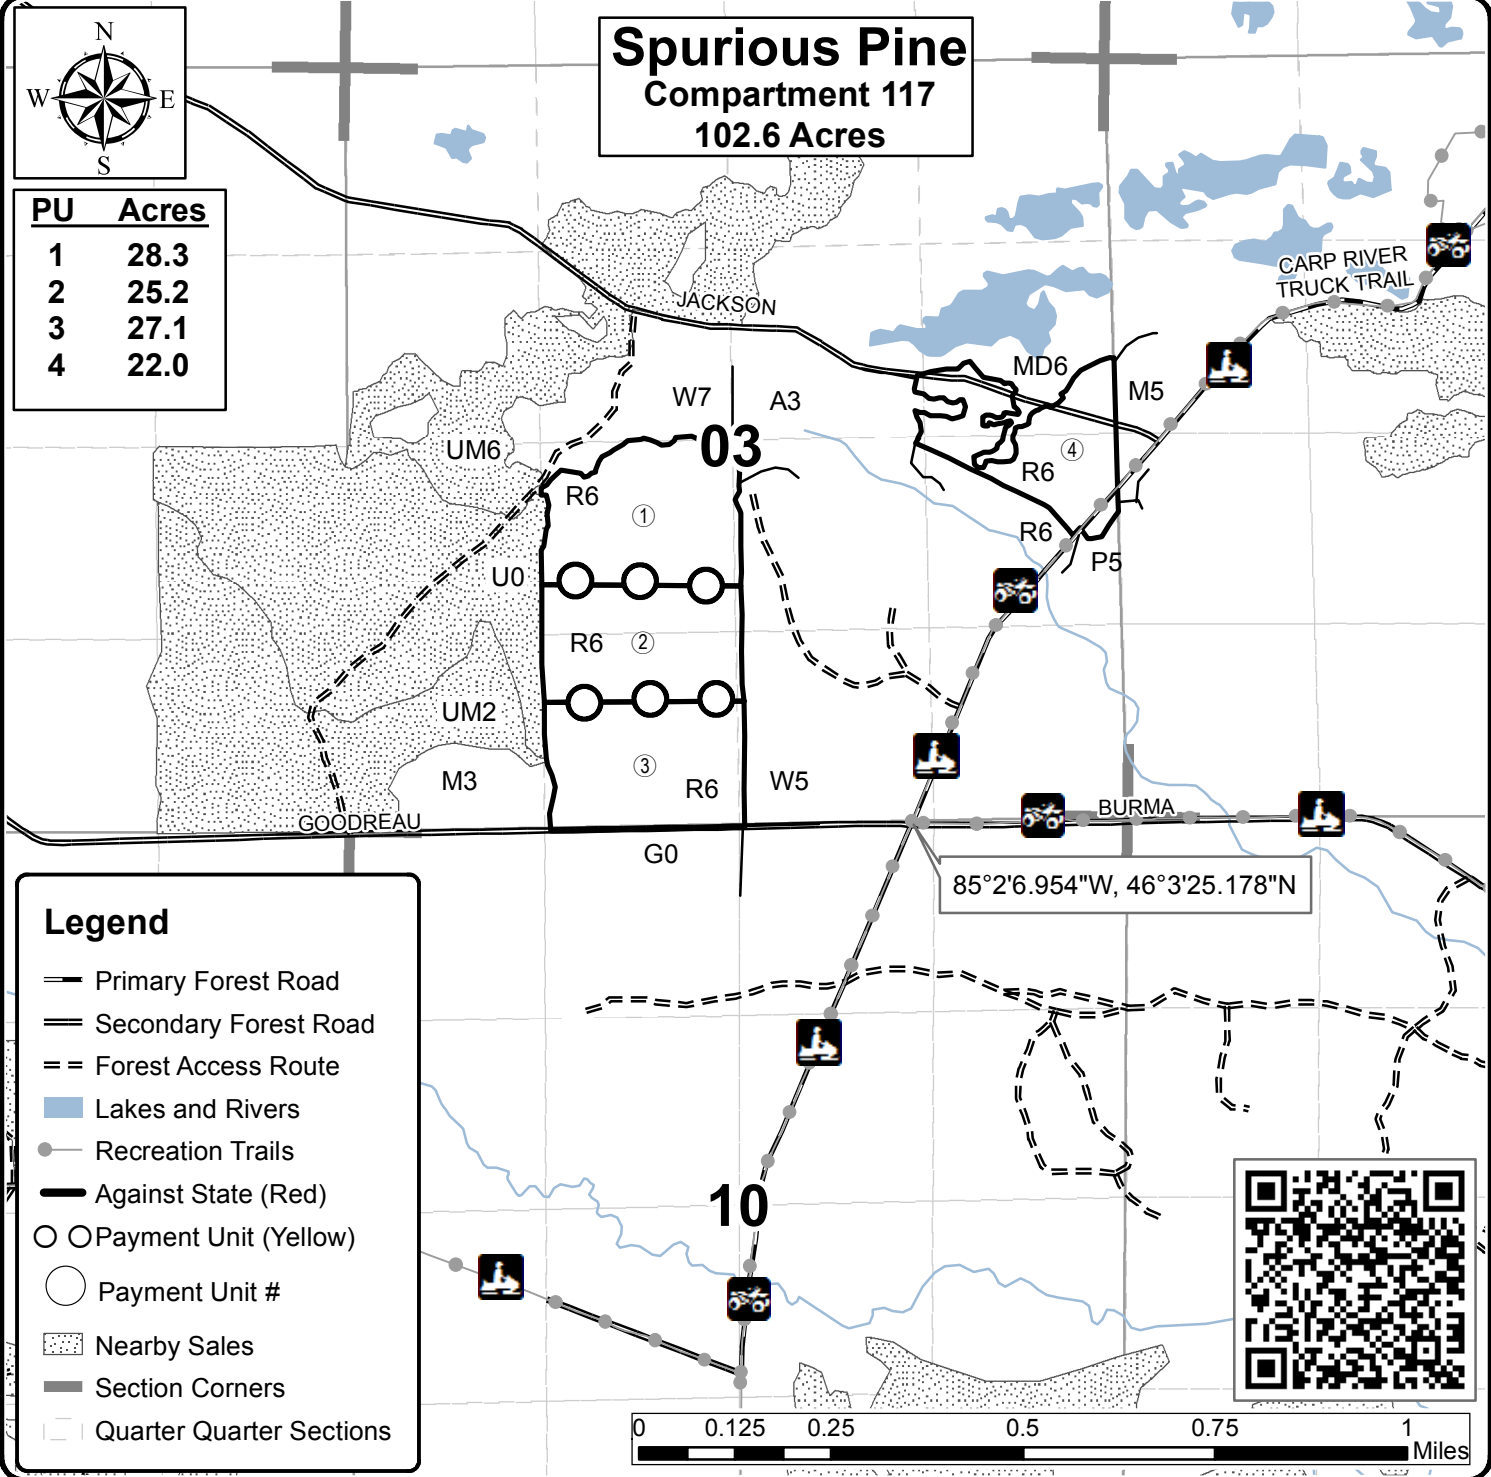 N
W E
S
Spurious Pine
Compartment 117
102.6 Acres
PU Acres
1 28.3
2 25.2
3 27.1
4 22.0
CARP RIVER
TRUCK TRAIL
JACKSON
MD6
M5
W7
A3
03
UM6
4
R6
R6
1
R6
P5
U0
R6
2
UM2
3
M3
R6
W5
BURMA
GOODREAU
G0
85°2'6.954"W, 46°3'25.178"N
Legend
Primary Forest Road
Secondary Forest Road
Forest Access Route
Lakes and Rivers
Recreation Trails
Against State (Red)
Payment Unit (Yellow)
Payment Unit #
Nearby Sales
Section Corners
Quarter Quarter Sections
10
0 0.125 0.25 0.5 0.75 1
Miles